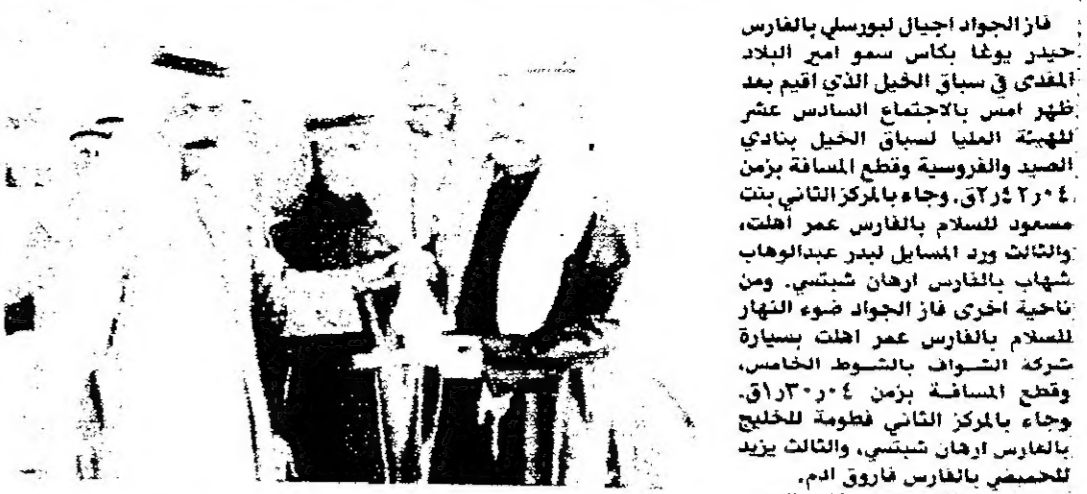 فاز الجواد اجيال لبورسلي بالفارس
حيدر يوغا بكاس سمو امير البلاد
المفدى في سباق الخيل الذي اقيم بعد
ظهر امس بالاجتماع السادس عشر
للهيئة العليا لسباق الخيل بنادي
الصيد والفروسية وقطع المسافة بزمن
٠٤ر٤٢ر٢ق. وجاء بالمركز الثاني بنت
مسعود للسلام بالفارس عمر اهلت،
والثالث ورد المسايل لبدر عبدالوهاب
شهاب بالفارس ارهان شبتسي. ومن
ناحية اخرى فاز الجواد ضوء النهار
للسلام بالفارس عمر اهلت بسيارة
شركة الشواف بالشوط الخامس،
وقطع المسافة بزمن ٠٤ر٣٠ر١ق.
وجاء بالمركز الثاني فطومة للخليج
بالفارس ارهان شبتسي، والثالث يزيد
للحميضي بالفارس فاروق ادم.